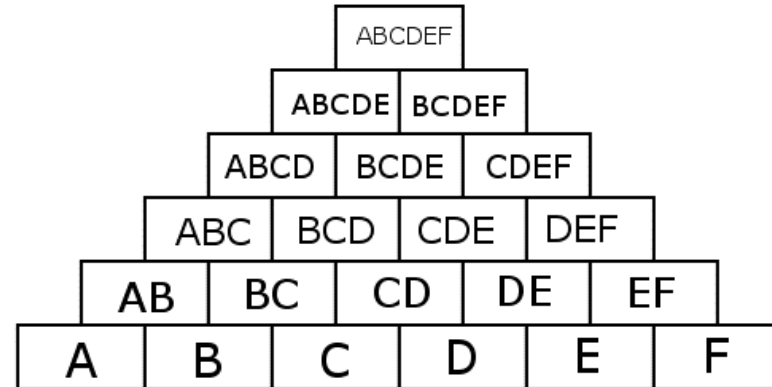 ABCDEF
ABCDE BCDEF
ABCD BCDE CDEF
ABC BCD CDE DEF
AB BC CD DE EF
A B C D E F